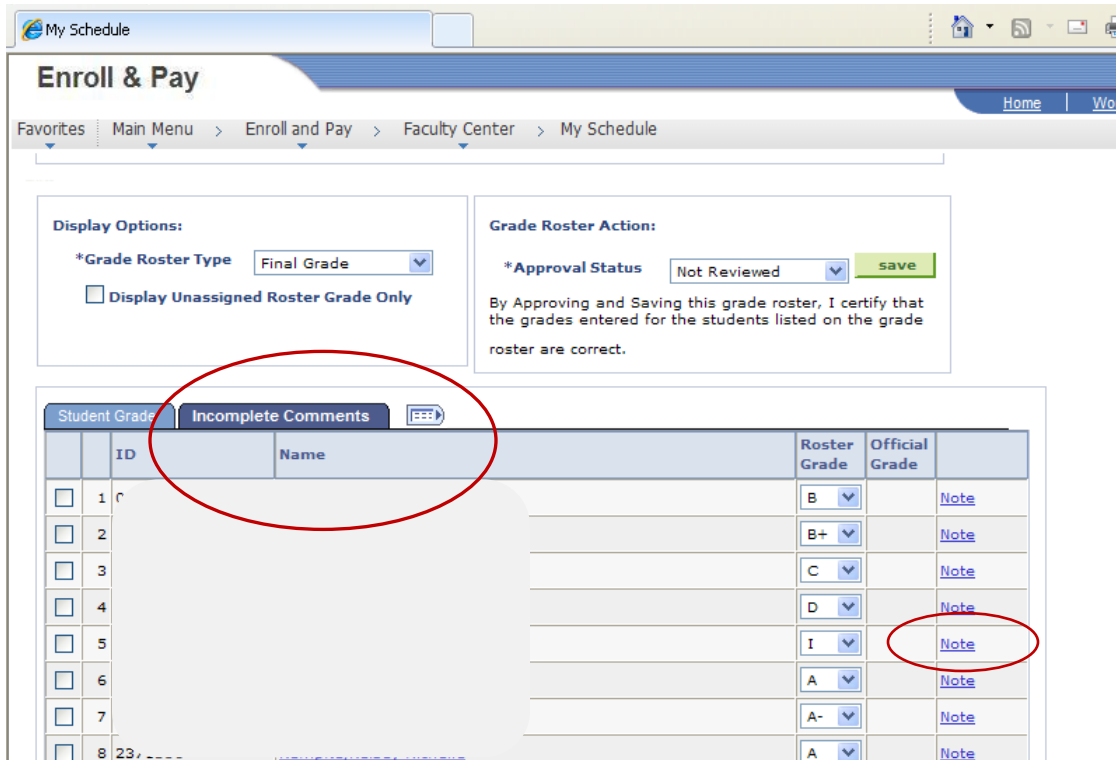 My Schedule
Enroll & Pay
Home Wo
Favorites Main Menu > Enroll and Pay > Faculty Center > My Schedule
Display Options:
*Grade Roster Type Final Grade
Display Unassigned Roster Grade Only
Grade Roster Action:
*Approval Status Not Reviewed save
By Approving and Saving this grade roster, I certify that
the grades entered for the students listed on the grade
roster are correct.
Student Grade Incomplete Comments
ID Name Roster Grade Official Grade
1 B Note
2 B+ Note
3 C Note
4 D Note
5 I Note
6 A Note
7 A- Note
8 A Note